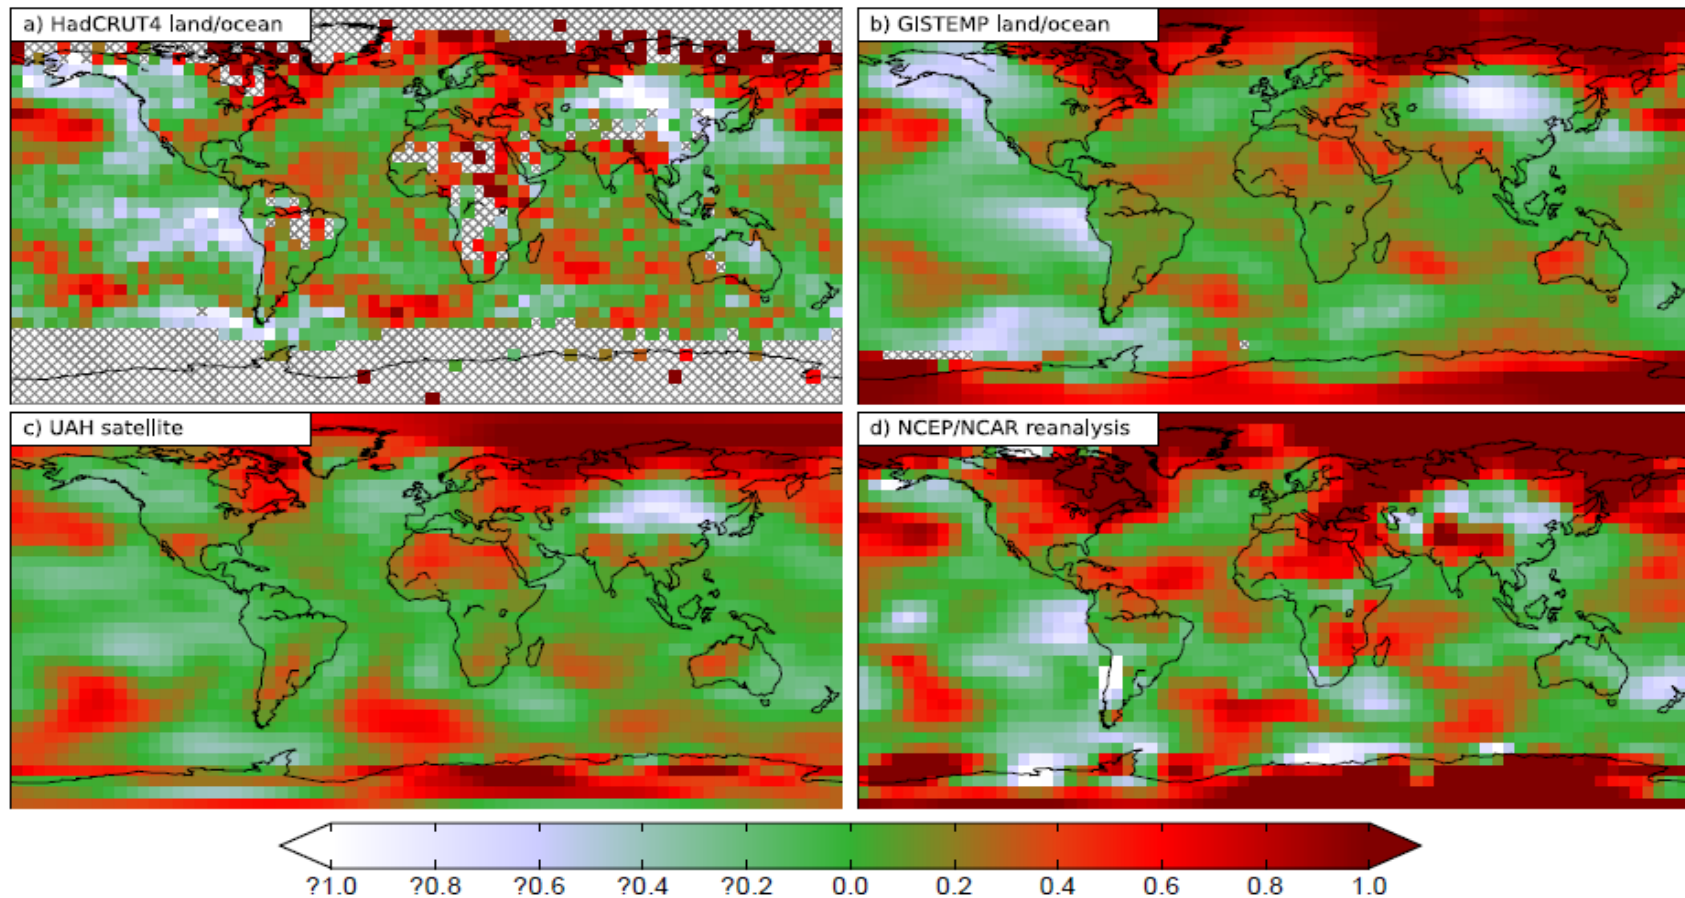 a) HadCRUT4 land/ocean
b) GISTEMP land/ocean
c) UAH satellite
d) NCEP/NCAR reanalysis
?1.0 ?0.8 ?0.6 ?0.4 ?0.2 0.0 0.2 0.4 0.6 0.8 1.0